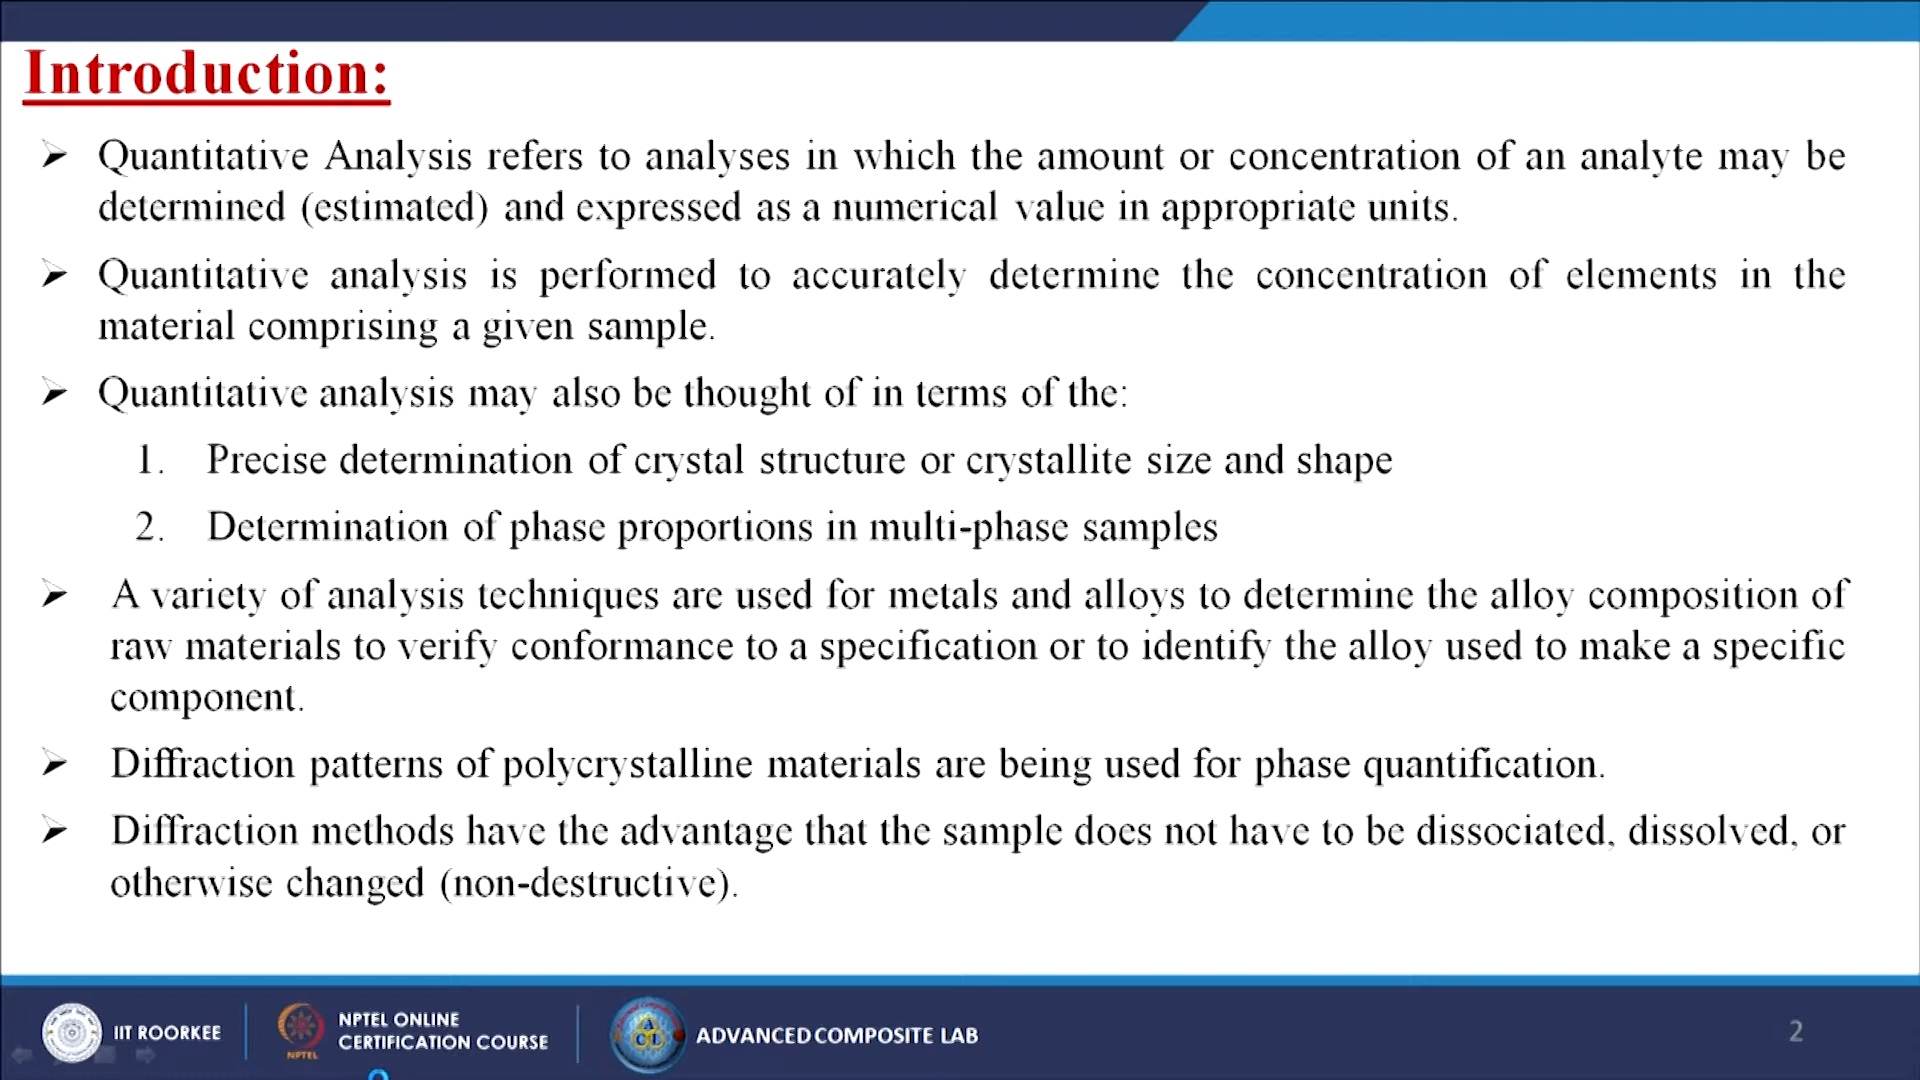 Introduction:
➢ Quantitative Analysis refers to analyses in which the amount or concentration of an analyte may be
determined (estimated) and expressed as a numerical value in appropriate units.
➢ Quantitative analysis is performed to accurately determine the concentration of elements in the
material comprising a given sample.
➢ Quantitative analysis may also be thought of in terms of the:
1. Precise determination of crystal structure or crystallite size and shape
2. Determination of phase proportions in multi-phase samples
➢ A variety of analysis techniques are used for metals and alloys to determine the alloy composition of
raw materials to verify conformance to a specification or to identify the alloy used to make a specific
component.
➢ Diffraction patterns of polycrystalline materials are being used for phase quantification.
➢ Diffraction methods have the advantage that the sample does not have to be dissociated, dissolved, or
otherwise changed (non-destructive).
IIT ROORKEE
NPTEL
NPTEL ONLINE
CERTIFICATION COURSE
ADVANCED COMPOSITE LAB
2